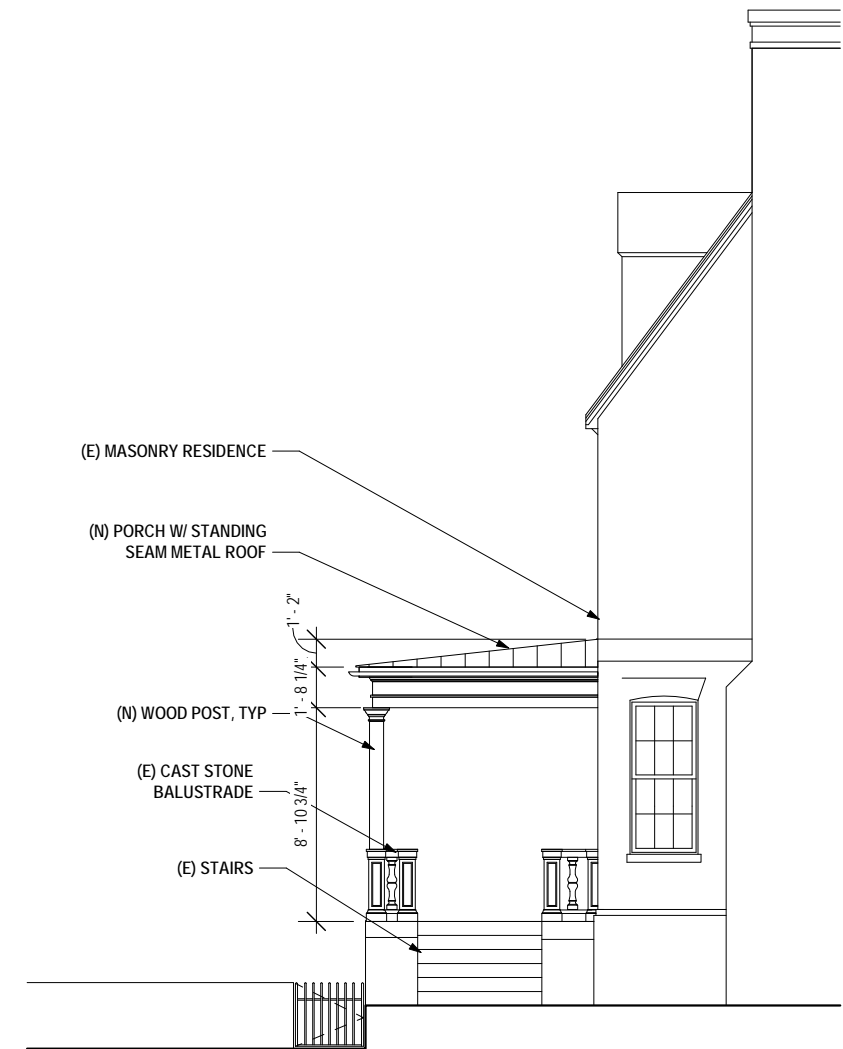 (E) MASONRY RESIDENCE
(N) PORCH W/ STANDING
SEAM METAL ROOF
1' - 2"
1' - 8 1/4"
(N) WOOD POST, TYP
(E) CAST STONE
BALUSTRADE
8' - 10 3/4"
(E) STAIRS